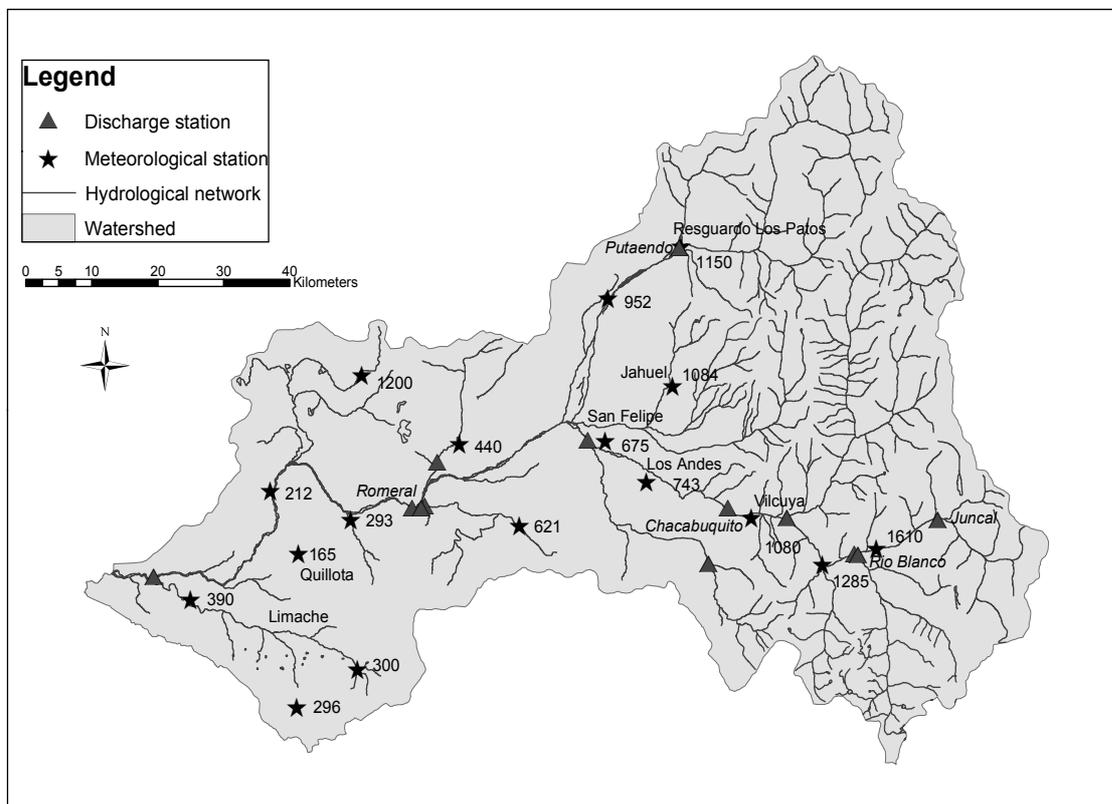 Legend
Discharge station
Meteorological station
Hydrological network
Watershed
0 5 10 20 30 40
Kilometers
N
Resguardo Los Patos
Putaendo
1150
952
Jahuel
1084
1200
San Felipe
675
440
Los Andes
743
212
Romeral
293
621
Vilcuya
Chacabuquito
1080
Juncal
1610
Rio Blanco
1285
165
Quillota
390
Limache
300
296